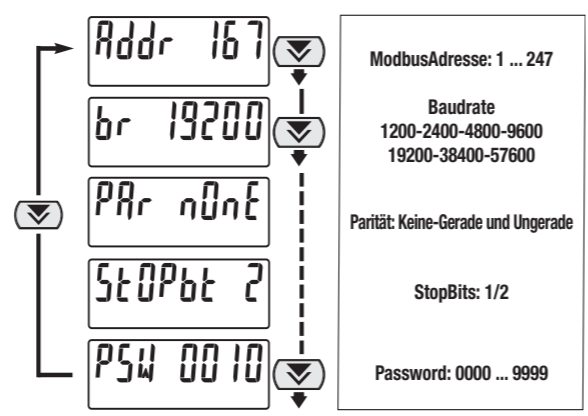 Addr 167
br 19200
PAr nOnE
StOPbt 2
PSW 0010
ModbusAdresse: 1 ... 247
Baudrate
1200-2400-4800-9600
19200-38400-57600
Parität: Keine-Gerade und Ungerade
StopBits: 1/2
Password: 0000 ... 9999